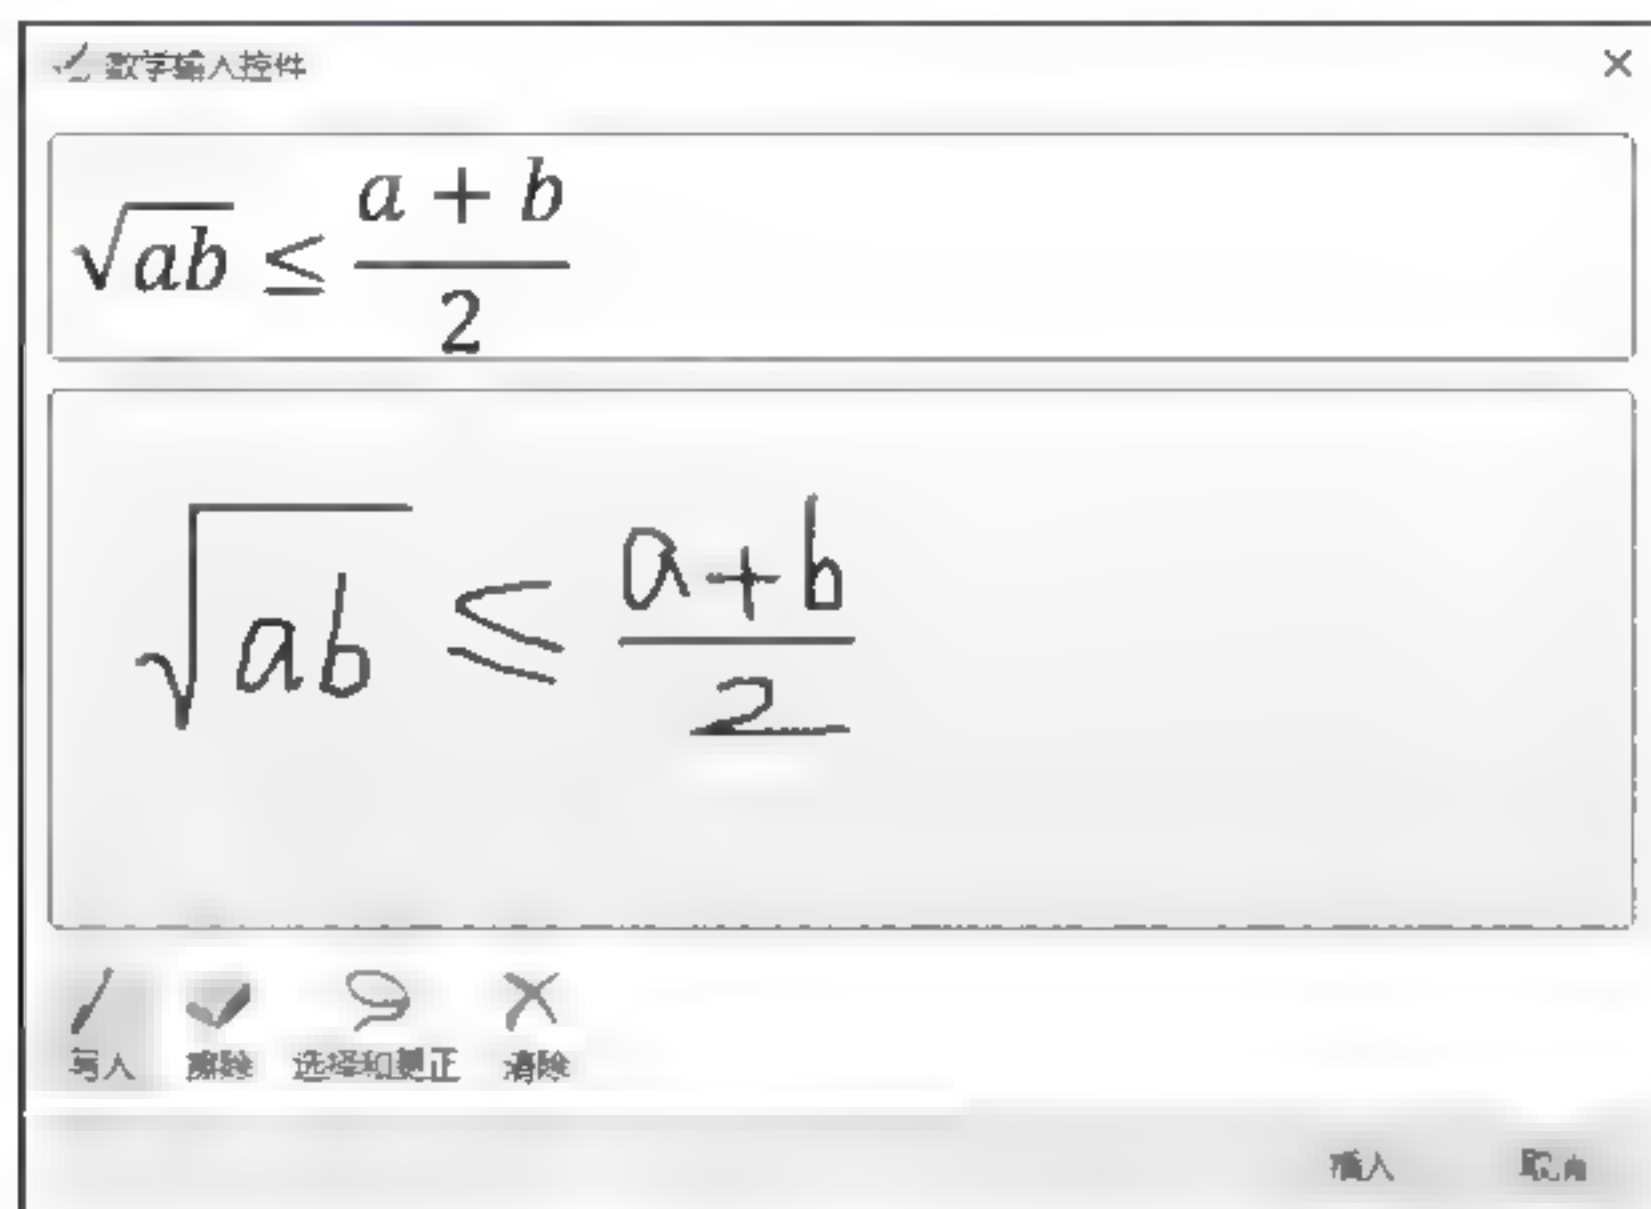 数学输入控件
√ab ≤ (a + b)/2
√ab ≤ (a+b)/2
写入 擦除 选择和更正 清除
插入 取消